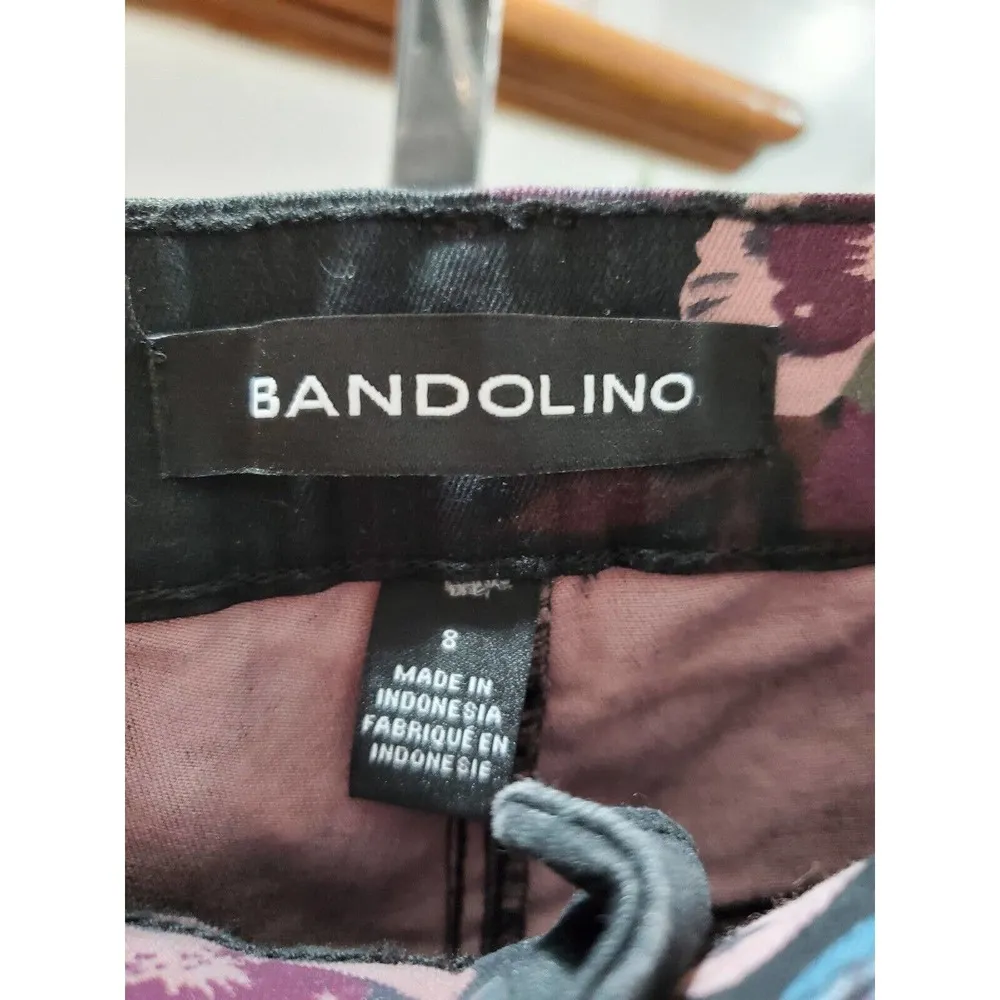 BANDOLINO
8
MADE IN
INDONESIA
FABRIQUÉ EN
INDONESIE